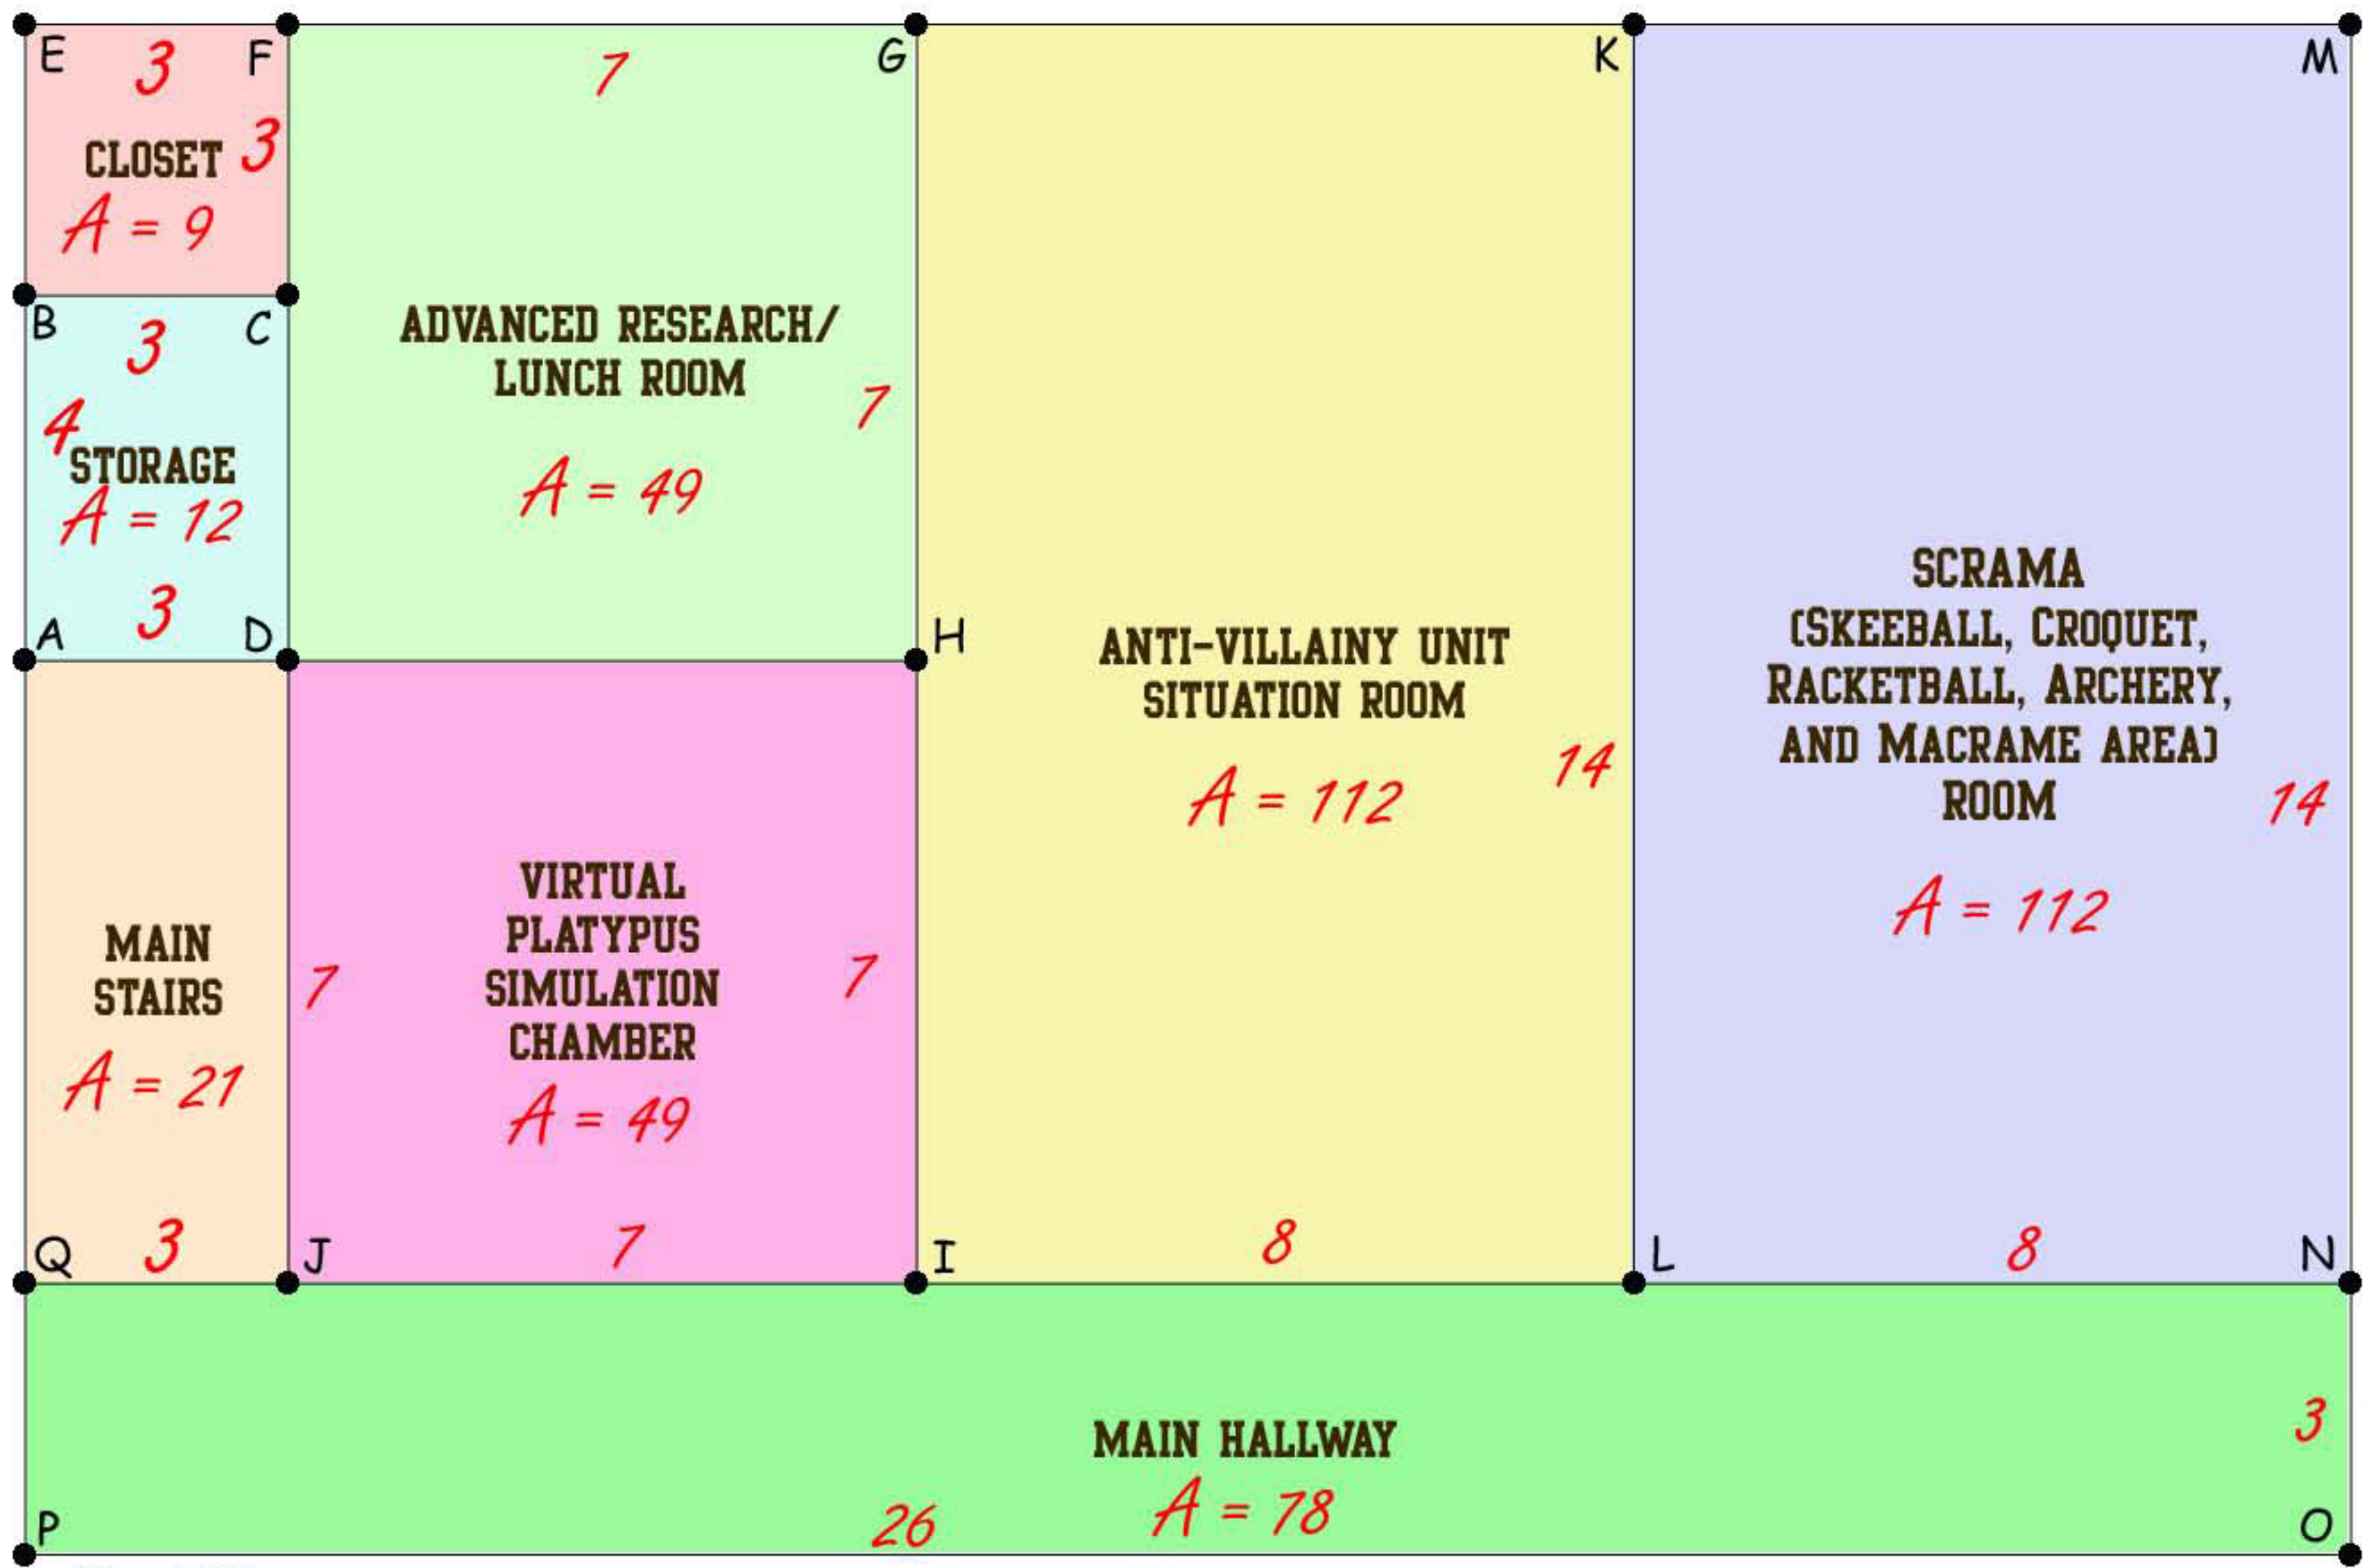 E 3 F
3
CLOSET
A = 9
B C
3
4
STORAGE
A = 12
3
A D
7 G
ADVANCED RESEARCH/
LUNCH ROOM
7
A = 49
H
MAIN
STAIRS
A = 21
Q 3
VIRTUAL
PLATYPUS
SIMULATION
CHAMBER
7 7
A = 49
J 7 I
K
ANTI-VILLAINY UNIT
SITUATION ROOM
14
A = 112
8 L
M
SCRAMA
(SKEEBALL, CROQUET,
RACKETBALL, ARCHERY,
AND MACRAME AREA)
ROOM
14
A = 112
8 N
MAIN HALLWAY
3
A = 78
P 26 O